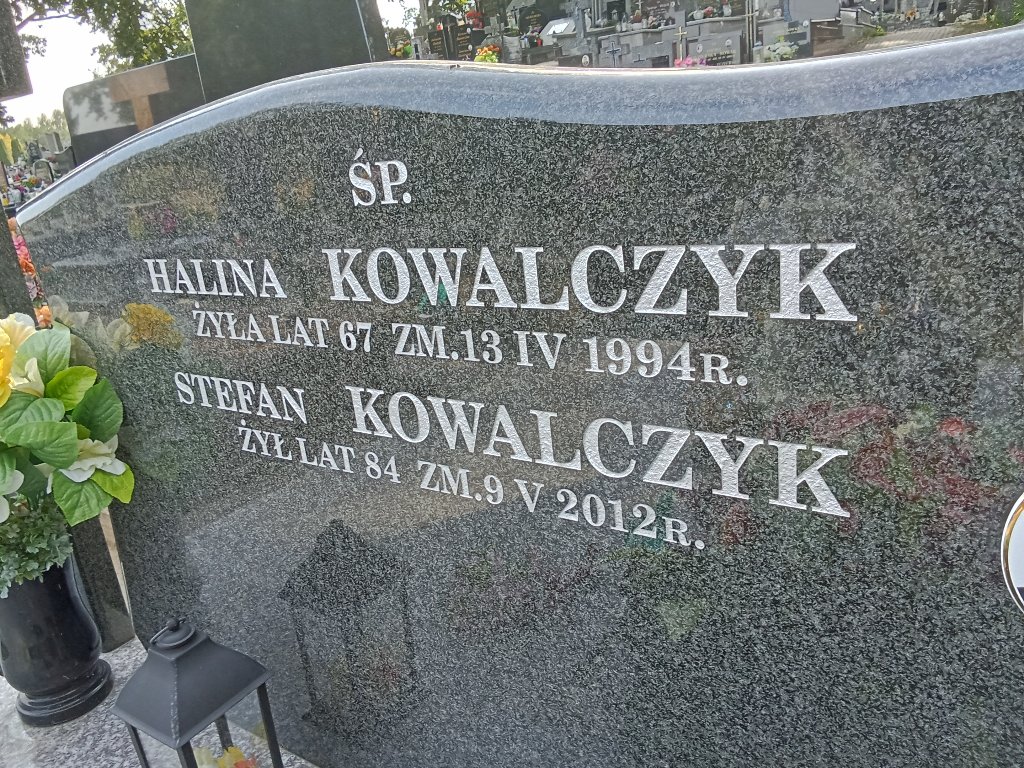 ŚP.
HALINA KOWALCZYK
ŻYŁA LAT 67 ZM.13 IV 1994R.
STEFAN KOWALCZYK
ŻYŁ LAT 84 ZM.9 V 2012R.